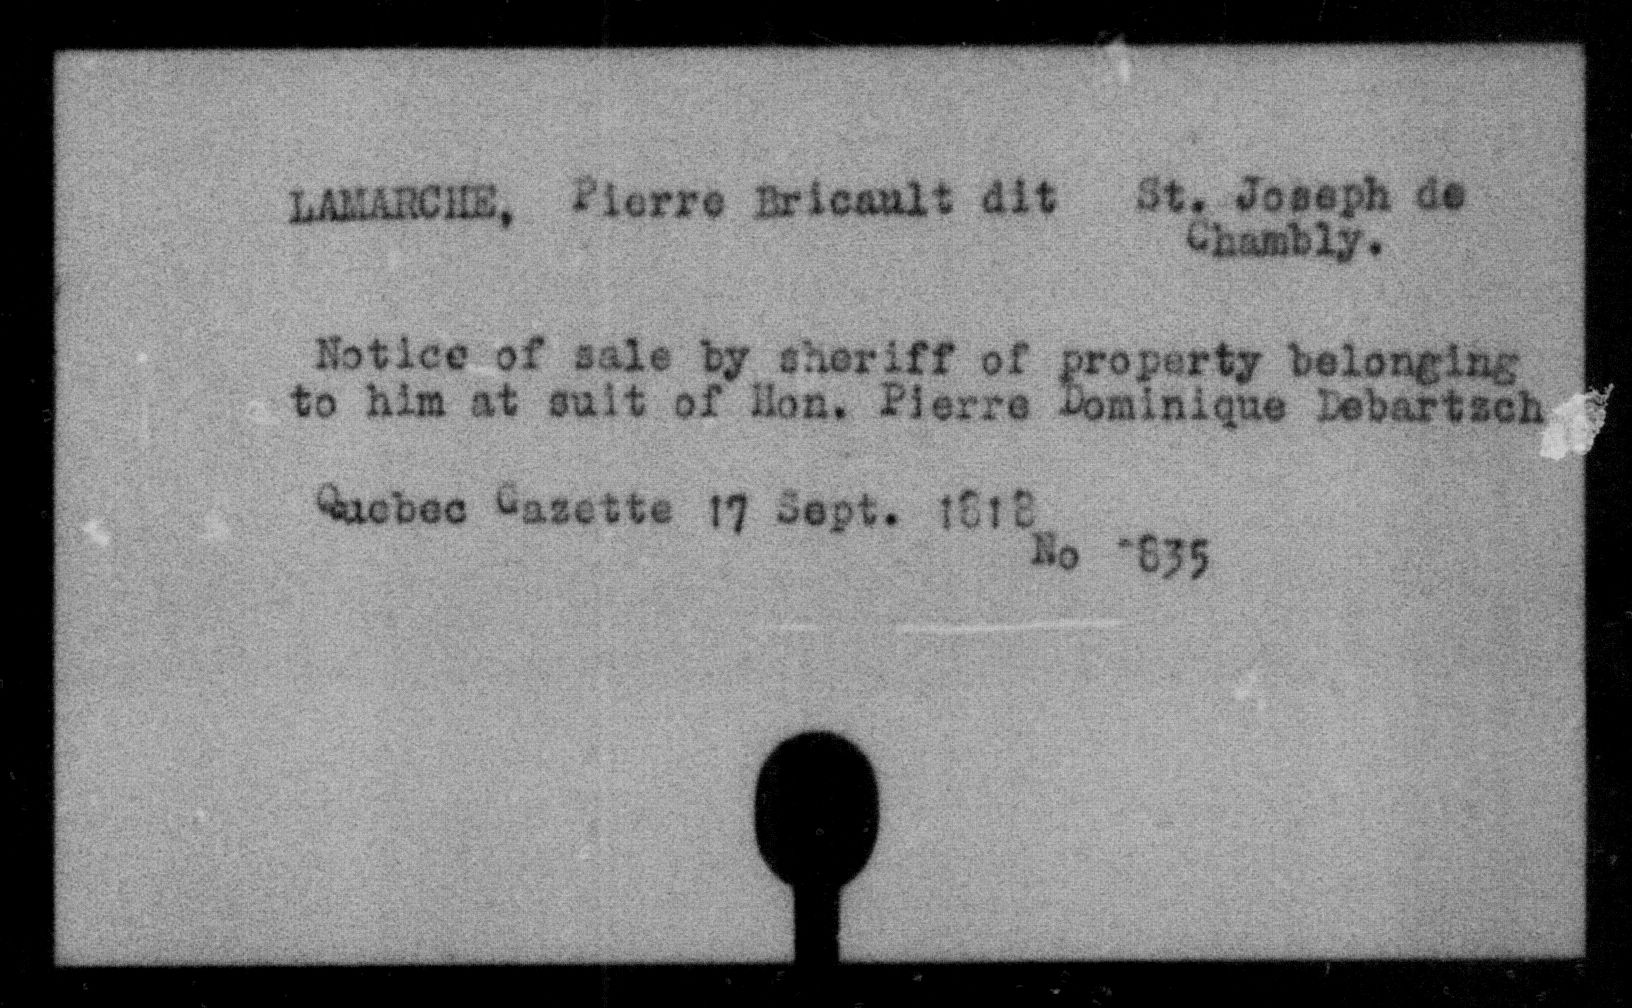 LAMARCHE, Pierre Bricault dit St. Joseph de
Chambly.
Notice of sale by sheriff of property belonging
to him at suit of Hon. Pierre Dominique Debartzch
Quebec Gazette 17 Sept. 1818
No -835